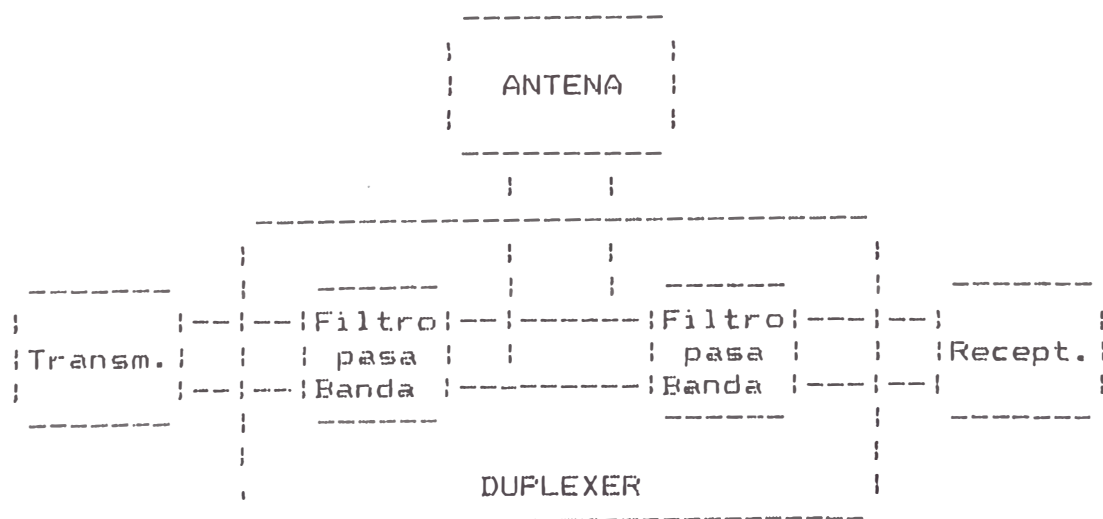 ANTENA
Filtro Filtro
Transm. pasa pasa Recept.
Banda Banda
DUPLEXER